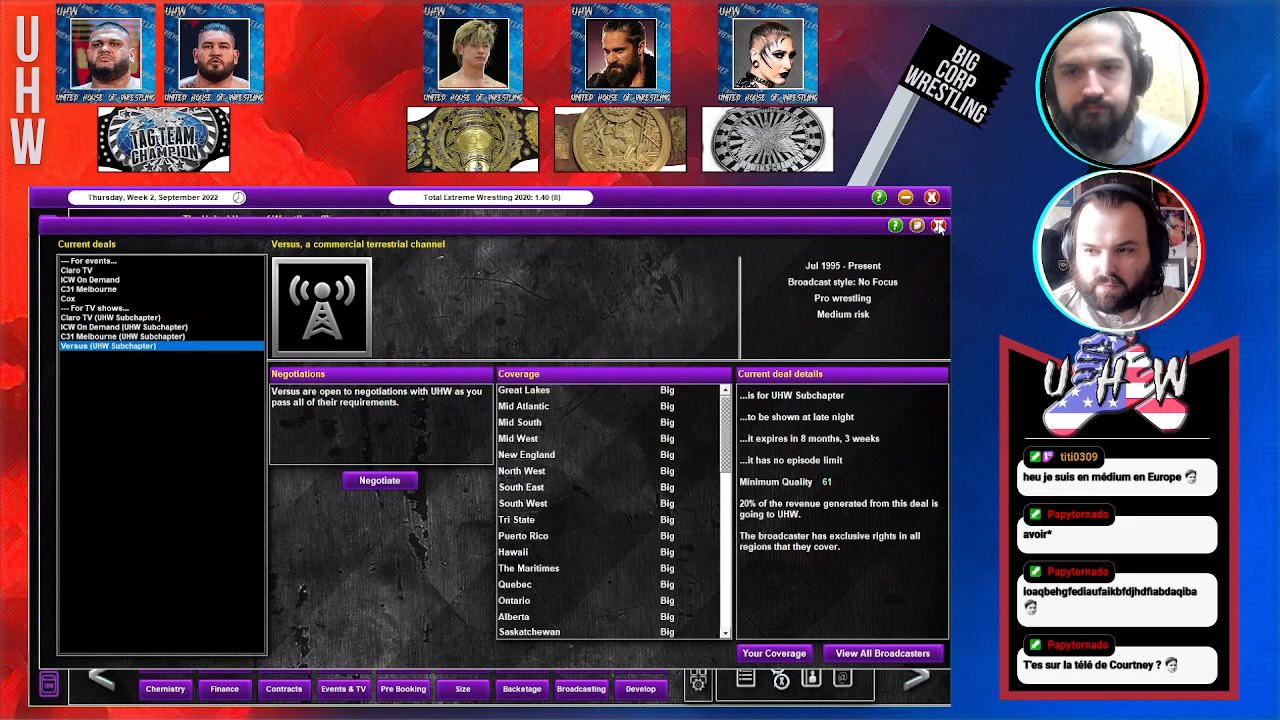 UHW
UNITED HOUSE OF WRESTLING
UNITED HOUSE OF WRESTLING
UNITED HOUSE OF WRESTLING
UNITED HOUSE OF WRESTLING
UNITED HOUSE OF WRESTLING
TAG TEAM
CHAMPION
BIG
CORP
WRESTLING
Thursday, Week 2, September 2022
Total Extreme Wrestling 2020: 1.40 (II)
Current deals
--- For events...
Claro TV
ICW On Demand
C31 Melbourne
Cox
--- For TV shows...
Claro TV (UHW Subchapter)
ICW On Demand (UHW Subchapter)
C31 Melbourne (UHW Subchapter)
Versus (UHW Subchapter)
Versus, a commercial terrestrial channel
Jul 1995 - Present
Broadcast style: No Focus
Pro wrestling
Medium risk
Negotiations
Versus are open to negotiations with UHW as you
pass all of their requirements.
Negotiate
Coverage
Great Lakes Big
Mid Atlantic Big
Mid South Big
Mid West Big
New England Big
North West Big
South East Big
South West Big
Tri State Big
Puerto Rico Big
Hawaii Big
The Maritimes Big
Quebec Big
Ontario Big
Alberta Big
Saskatchewan Big
Current deal details
...is for UHW Subchapter
...to be shown at late night
...it expires in 8 months, 3 weeks
...it has no episode limit
Minimum Quality 61
20% of the revenue generated from this deal is
going to UHW.
The broadcaster has exclusive rights in all
regions that they cover.
Your Coverage
View All Broadcasters
Chemistry
Finance
Contracts
Events & TV
Pre Booking
Size
Backstage
Broadcasting
Develop
UHW
titi0309
heu je suis en médium en Europe
Papytornado
avoir*
Papytornado
ioaqbehgfediaufaikbfdjhdfiabdaqiba
Papytornado
T'es sur la télé de Courtney ?